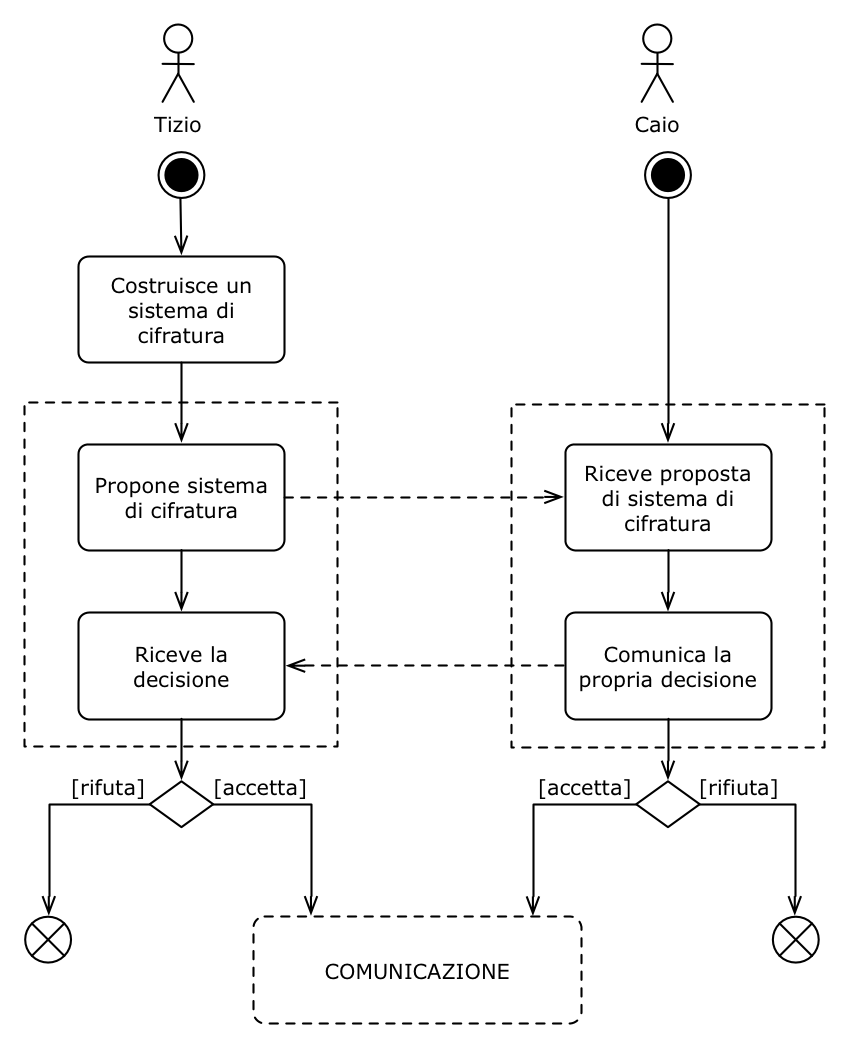 Tizio
Caio
Costruisce un
sistema di
cifratura
Propone sistema
di cifratura
Riceve proposta
di sistema di
cifratura
Riceve la
decisione
Comunica la
propria decisione
[rifuta]
[accetta]
[accetta]
[rifiuta]
COMUNICAZIONE